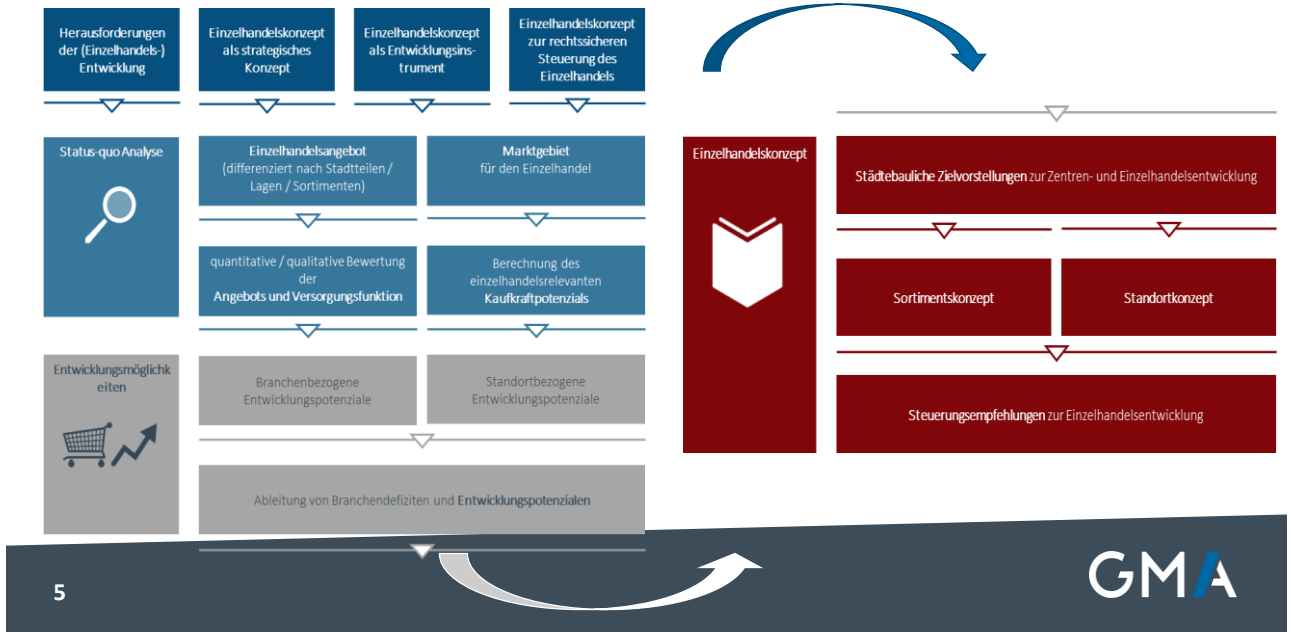 Herausforderungen
der (Einzelhandels-)
Entwicklung
Einzelhandelskonzept
als strategisches
Konzept
Einzelhandelskonzept
als Entwicklungsins-
trument
Einzelhandelskonzept
zur rechtssicheren
Steuerung des
Einzelhandels
Status-quo Analyse
Einzelhandelsangebot
(differenziert nach Stadtteilen /
Lagen / Sortimenten)
Marktgebiet
für den Einzelhandel
quantitative / qualitative Bewertung
der
Angebots und Versorgungsfunktion
Berechnung des
einzelhandelsrelevanten
Kaufkraftpotenzials
Entwicklungsmöglichk
eiten
Branchenbezogene
Entwicklungspotenziale
Standortbezogene
Entwicklungspotenziale
Ableitung von Branchendefiziten und Entwicklungspotenzialen
Einzelhandelskonzept
Städtebauliche Zielvorstellungen zur Zentren- und Einzelhandelsentwicklung
Sortimentskonzept
Standortkonzept
Steuerungsempfehlungen zur Einzelhandelsentwicklung
5
GMA